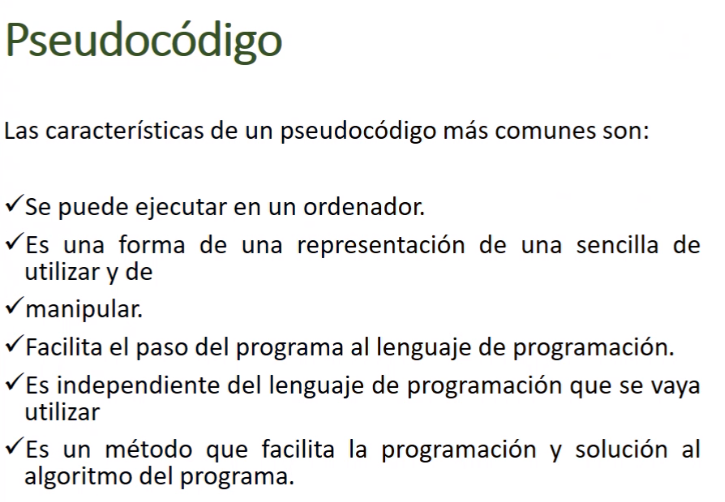 Pseudocódigo
Las características de un pseudocódigo más comunes son:
✓Se puede ejecutar en un ordenador.
✓Es una forma de una representación de una sencilla de
utilizar y de
✓manipular.
✓Facilita el paso del programa al lenguaje de programación.
✓Es independiente del lenguaje de programación que se vaya
utilizar
✓Es un método que facilita la programación y solución al
algoritmo del programa.